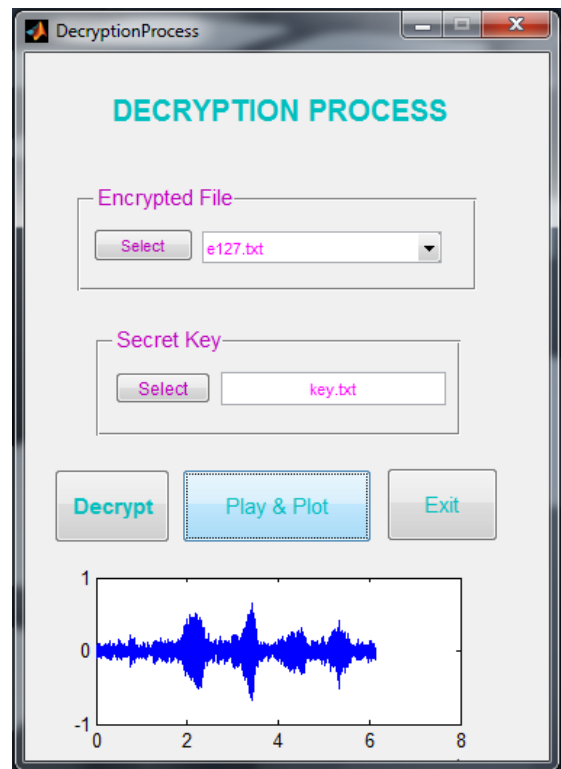 DecryptionProcess
DECRYPTION PROCESS
Encrypted File
Select e127.txt
Secret Key
Select key.txt
Decrypt Play & Plot Exit
1
0
-1
0 2 4 6 8